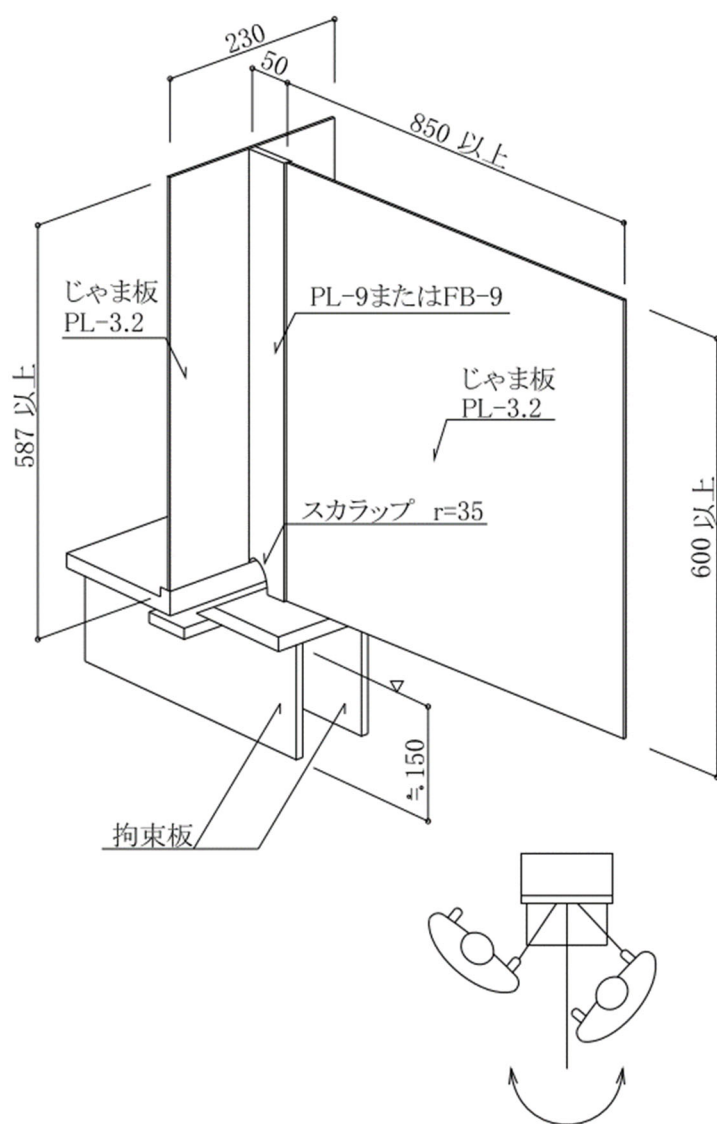 230
50
850 以上
じゃま板
PL-3.2
PL-9またはFB-9
587 以上
じゃま板
PL-3.2
スカラップ r=35
600 以上
≒150
拘束板